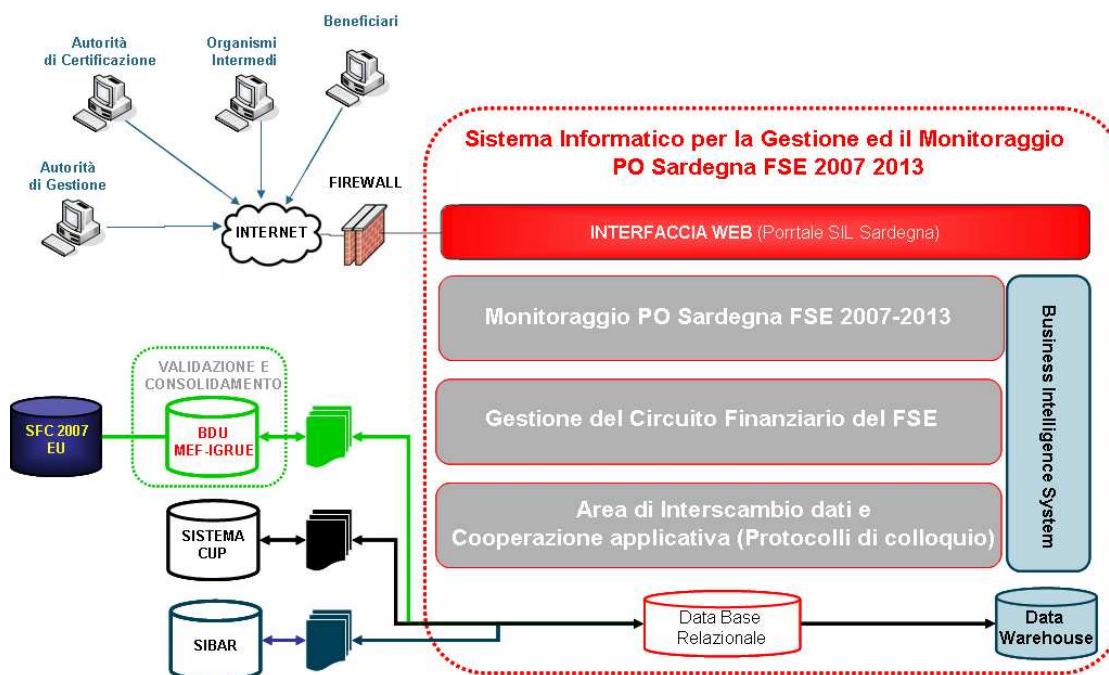 Beneficiari
Autorità
di Certificazione
Organismi
Intermedi
Autorità
di Gestione
INTERNET
FIREWALL
Sistema Informatico per la Gestione ed il Monitoraggio
PO Sardegna FSE 2007 2013
INTERFACCIA WEB (Porrtale SIL Sardegna)
Monitoraggio PO Sardegna FSE 2007-2013
Gestione del Circuito Finanziario del FSE
Area di Interscambio dati e
Cooperazione applicativa (Protocolli di colloquio)
Business Intelligence System
VALIDAZIONE E
CONSOLIDAMENTO
SFC 2007
EU
BDU
MEF-IGRUE
SISTEMA
CUP
SIBAR
Data Base
Relazionale
Data
Warehouse